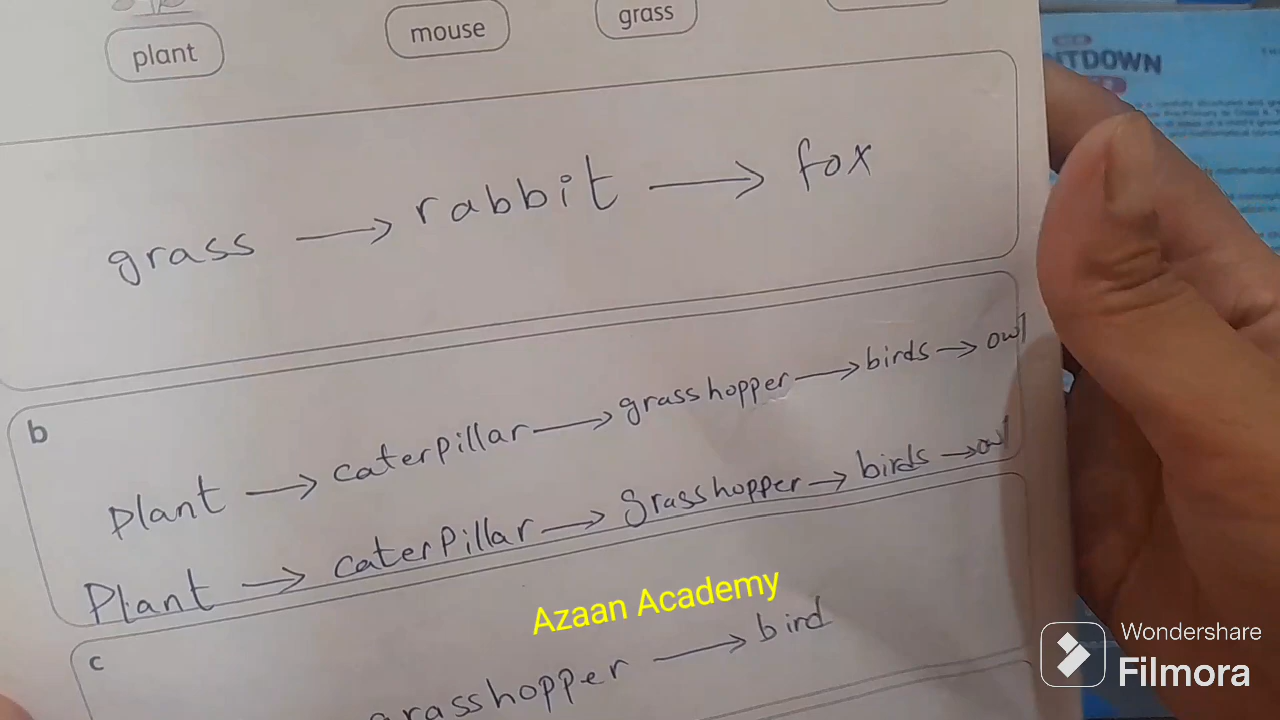 plant mouse grass
grass → rabbit → fox
b
Plant → caterpillar → grasshopper → birds → owl
Plant → caterpillar → grasshopper → birds → owl
Azaan Academy
c
grasshopper → bird
NTDOWN
Wondershare
Filmora